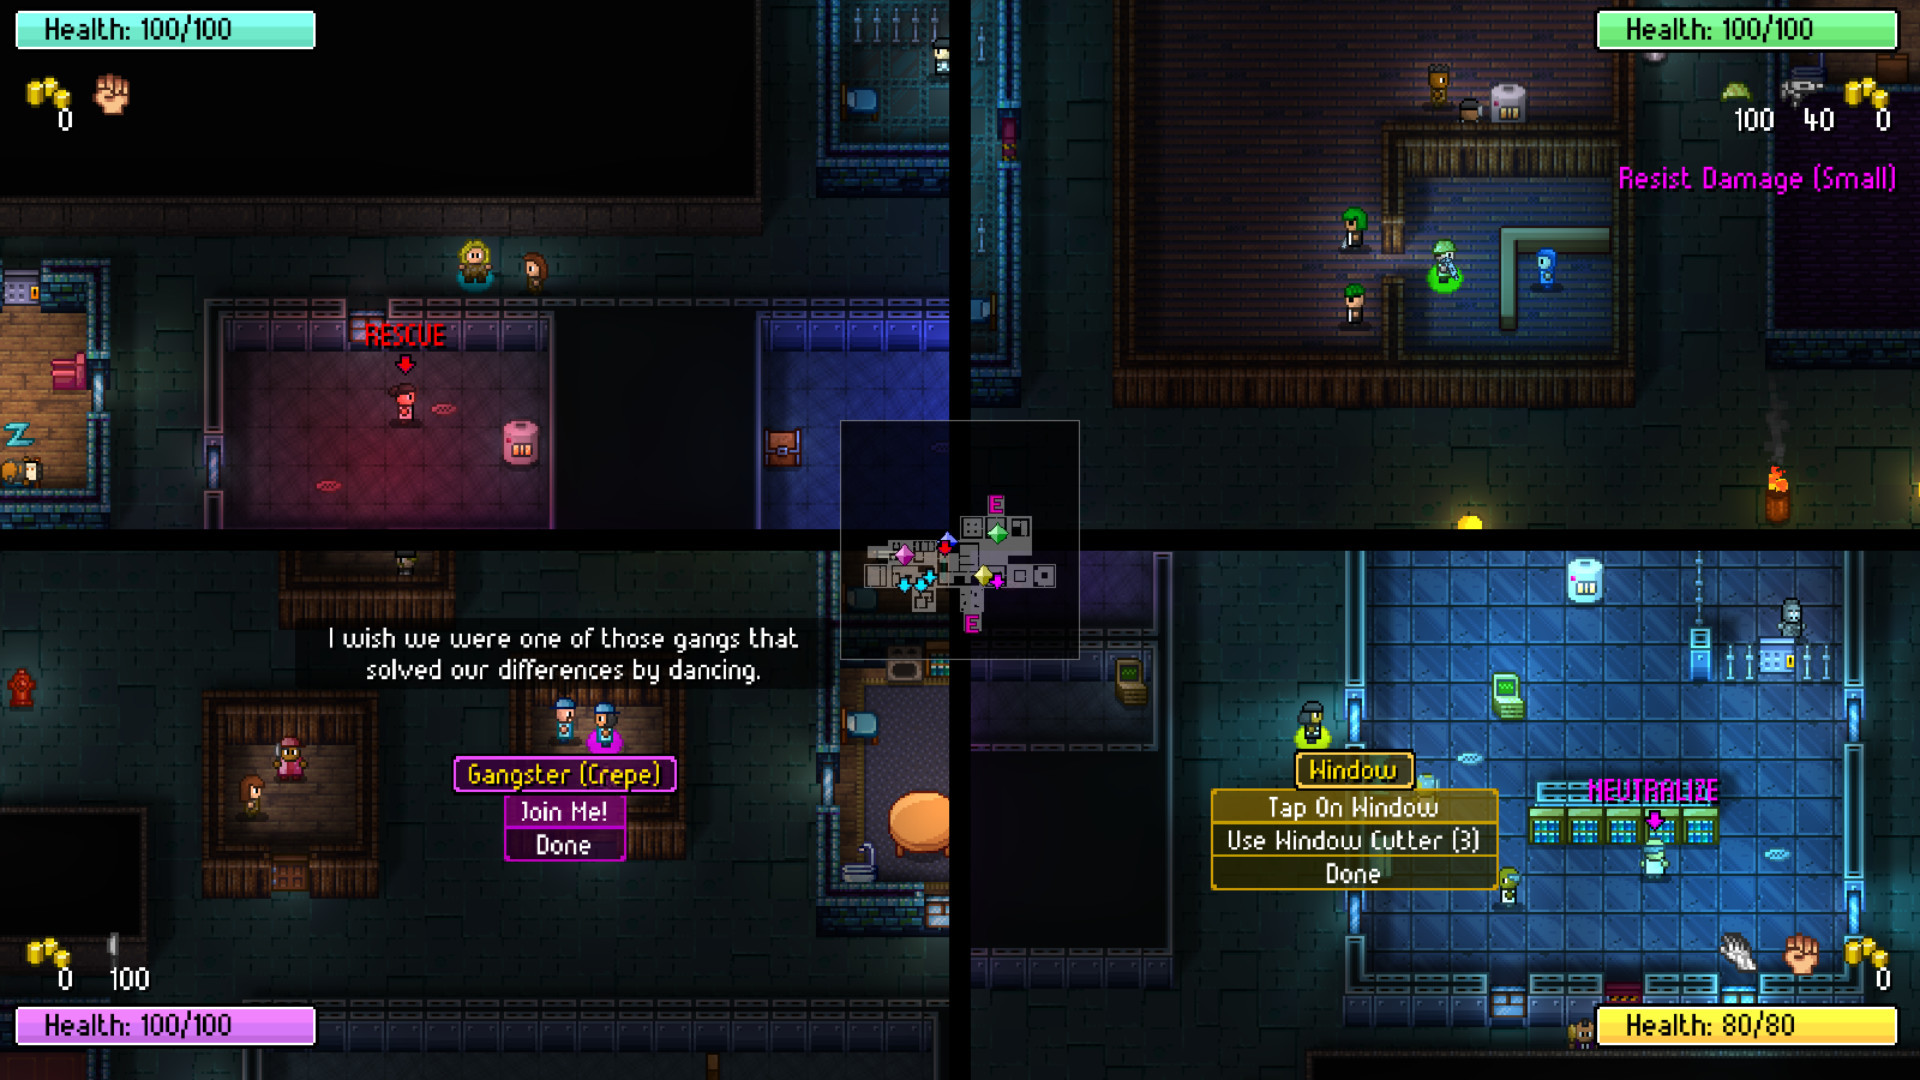 Health: 100/100
0
RESCUE
Z
Health: 100/100
100 40 0
Resist Damage (Small)
E
E
I wish we were one of those gangs that
solved our differences by dancing.
Gangster (Crepe)
Join Me!
Done
0 100
Health: 100/100
Window
Tap On Window
Use Window Cutter (3)
Done
NEUTRALIZE
0
Health: 80/80